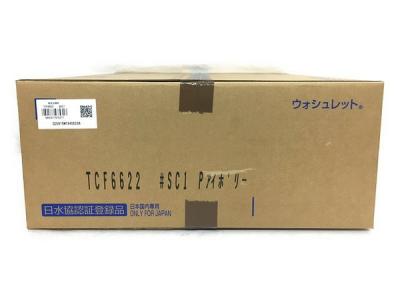 ウォシュレット®
TCF6622 #SC1 Pアイボリー
日水協認証登録品
日本国内専用
ONLY FOR JAPAN